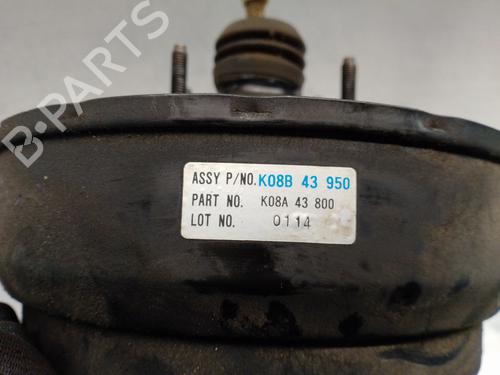 B-PARTS
ASSY P/NO. K08B 43 950
PART NO. K08A 43 800
LOT NO. 0114